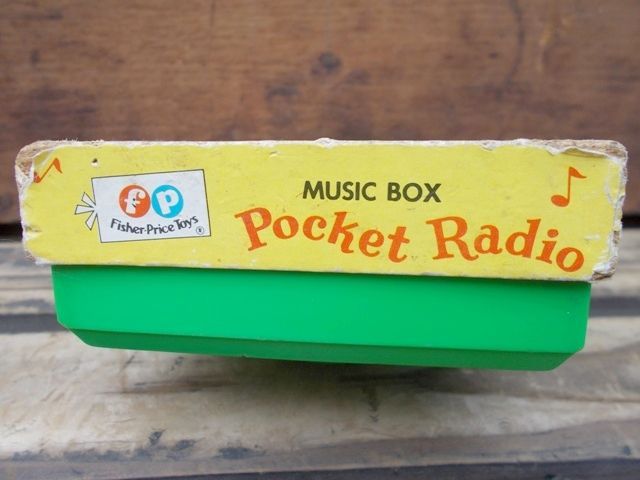 fp
Fisher-Price Toys ®
MUSIC BOX
Pocket Radio